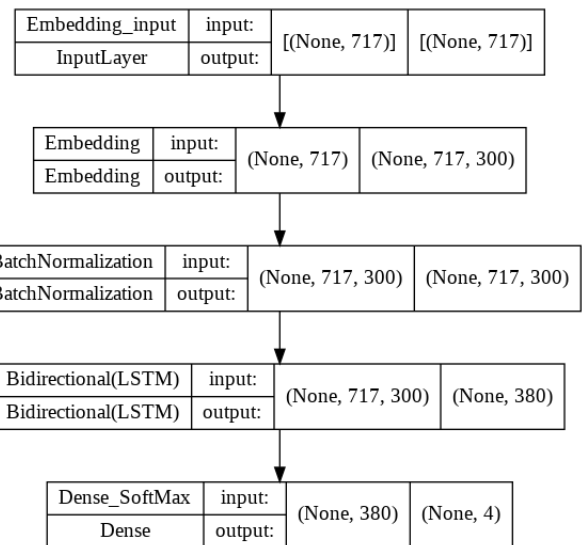 Embedding_input input: [(None, 717)] [(None, 717)]
InputLayer output:
Embedding input: (None, 717) (None, 717, 300)
Embedding output:
BatchNormalization input: (None, 717, 300) (None, 717, 300)
BatchNormalization output:
Bidirectional(LSTM) input: (None, 717, 300) (None, 380)
Bidirectional(LSTM) output:
Dense_SoftMax input: (None, 380) (None, 4)
Dense output: